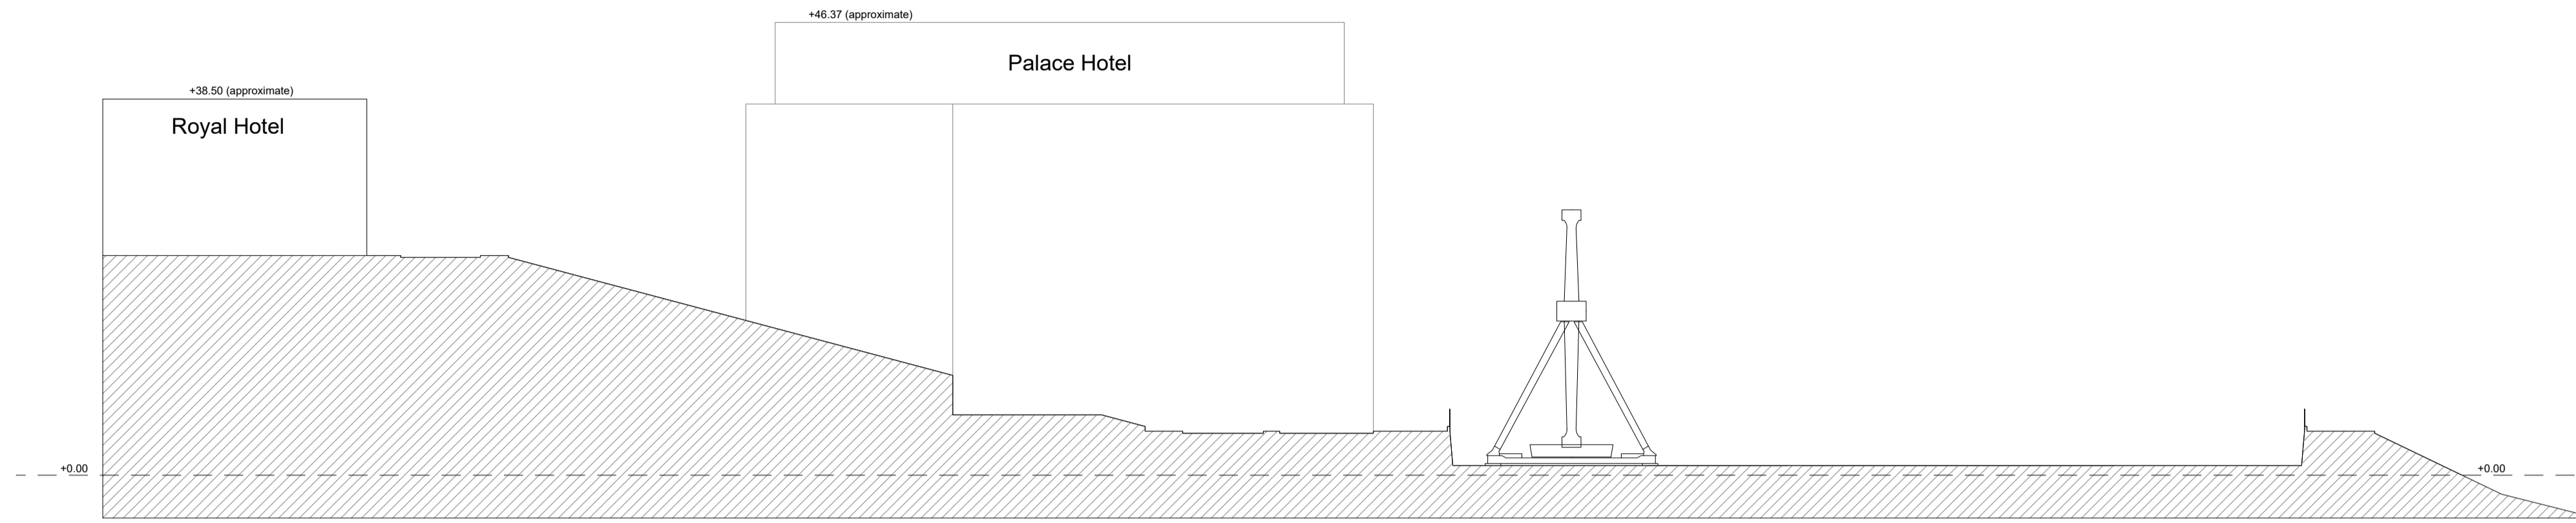 +46.37 (approximate)
Palace Hotel
+38.50 (approximate)
Royal Hotel
+0.00
+0.00